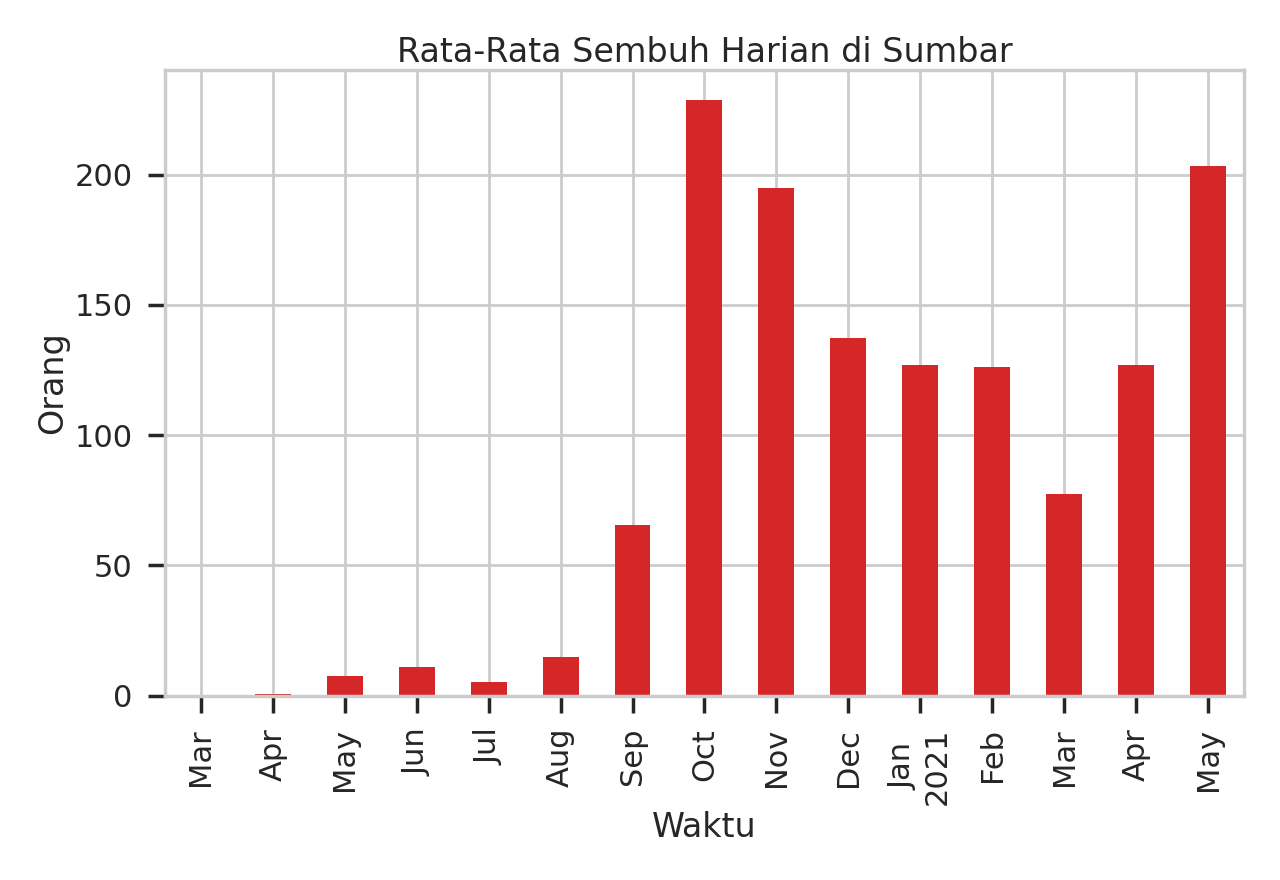 Rata-Rata Sembuh Harian di Sumbar
Orang
200
150
100
50
0
Mar
Apr
May
Jun
Jul
Aug
Sep
Oct
Nov
Dec
Jan
2021
Feb
Mar
Apr
May
Waktu